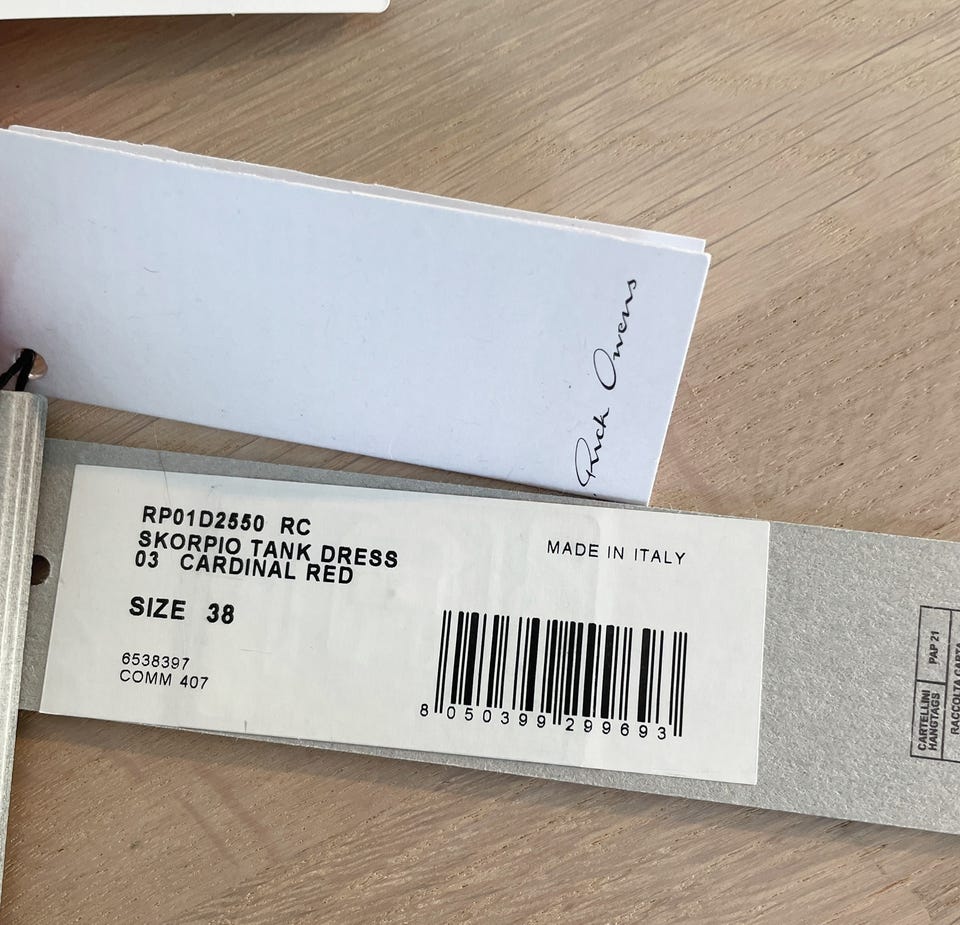 Rick Owens
RP01D2550 RC
SKORPIO TANK DRESS
03 CARDINAL RED
SIZE 38
6538397
COMM 407
MADE IN ITALY
8 050399 299693
CARTELLINI
HANGTAGS
PAP 21
RACCOLTA CARTA